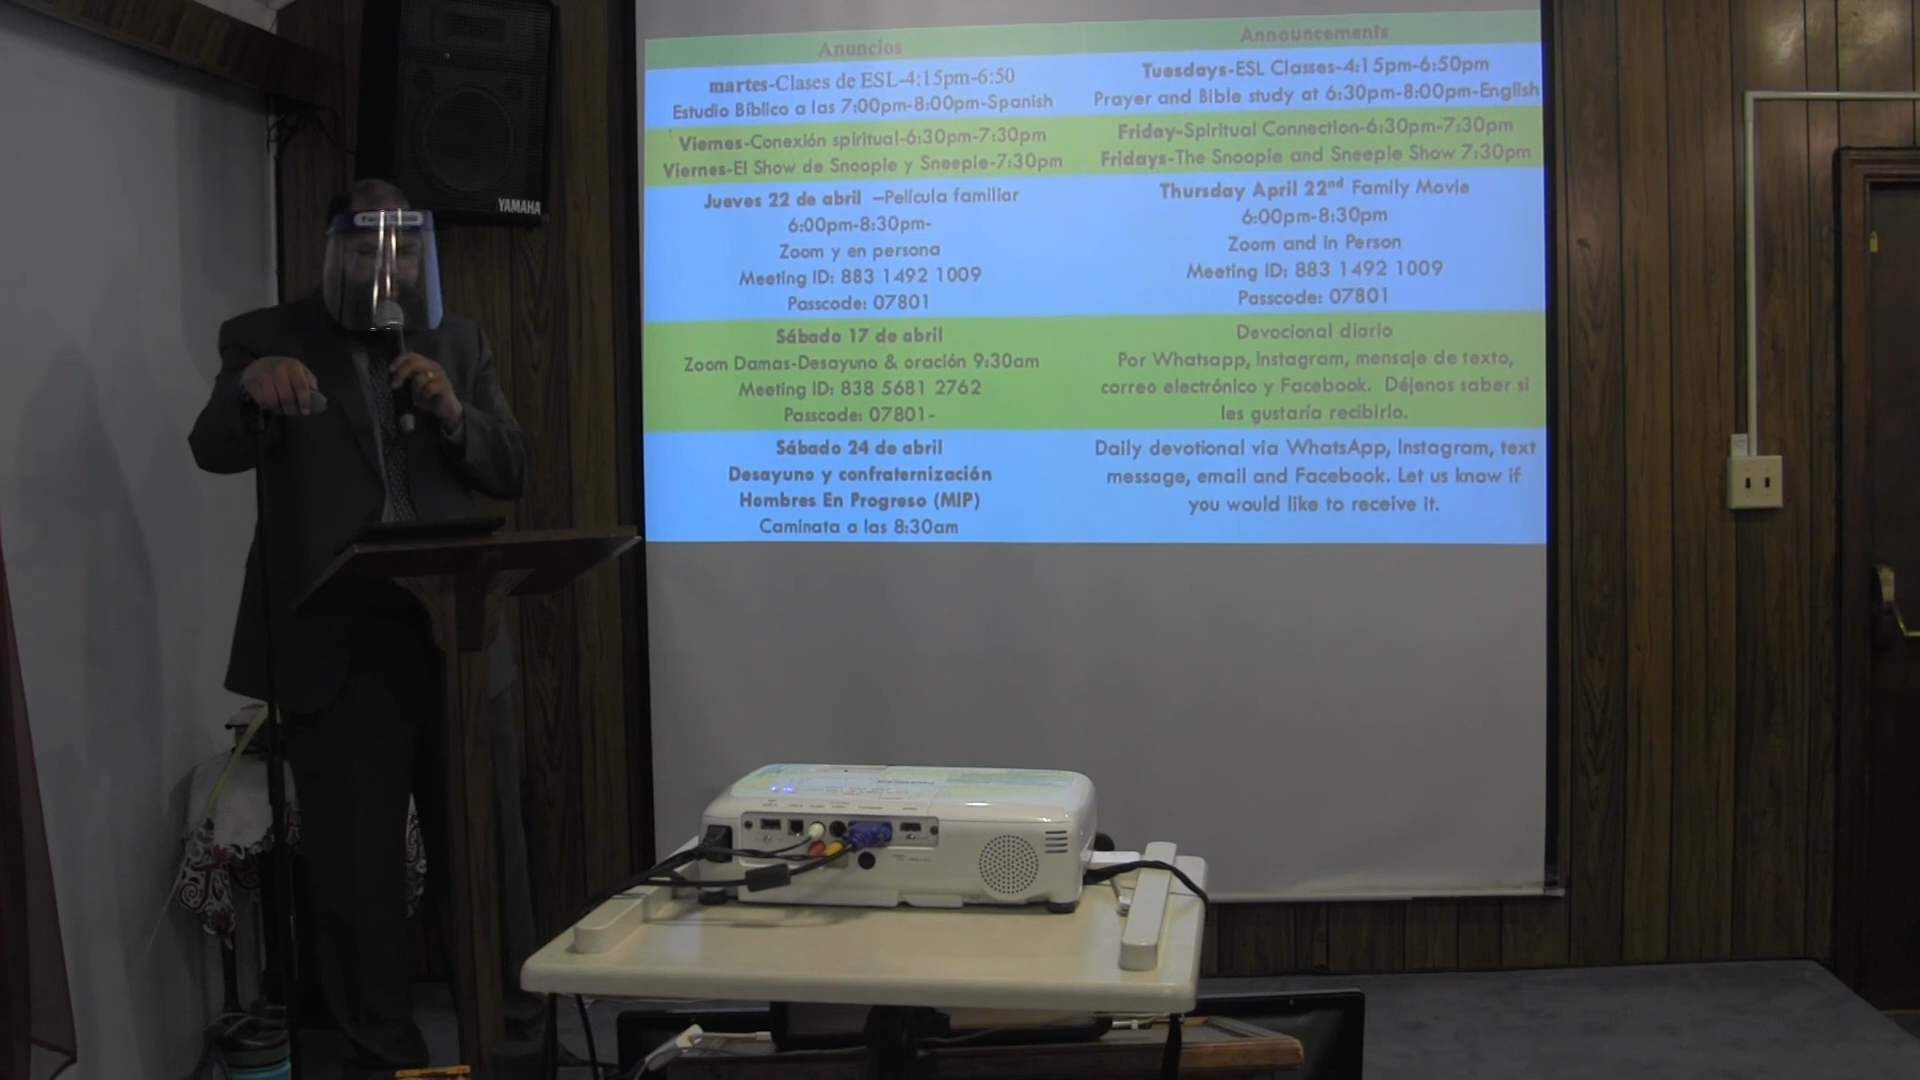 Anuncios
martes-Clases de ESL-4:15pm-6:50
Estudio Bíblico a las 7:00pm-8:00pm-Spanish
Viernes-Conexión spiritual-6:30pm-7:30pm
Viernes-El Show de Snoopie y Sneepie-7:30pm
Jueves 22 de abril –Película familiar
6:00pm-8:30pm-
Zoom y en persona
Meeting ID: 883 1492 1009
Passcode: 07801
Sábado 17 de abril
Zoom Damas-Desayuno & oración 9:30am
Meeting ID: 838 5681 2762
Passcode: 07801-
Sábado 24 de abril
Desayuno y confraternización
Hombres En Progreso (MIP)
Caminata a las 8:30am
Announcements
Tuesdays-ESL Classes-4:15pm-6:50pm
Prayer and Bible study at 6:30pm-8:00pm-English
Friday-Spiritual Connection-6:30pm-7:30pm
Fridays-The Snoopie and Sneepie Show 7:30pm
Thursday April 22nd Family Movie
6:00pm-8:30pm
Zoom and In Person
Meeting ID: 883 1492 1009
Passcode: 07801
Devocional diario
Por Whatsapp, Instagram, mensaje de texto,
correo electrónico y Facebook. Déjenos saber si
les gustaría recibirlo.
Daily devotional via WhatsApp, Instagram, text
message, email and Facebook. Let us know if
you would like to receive it.
YAMAHA